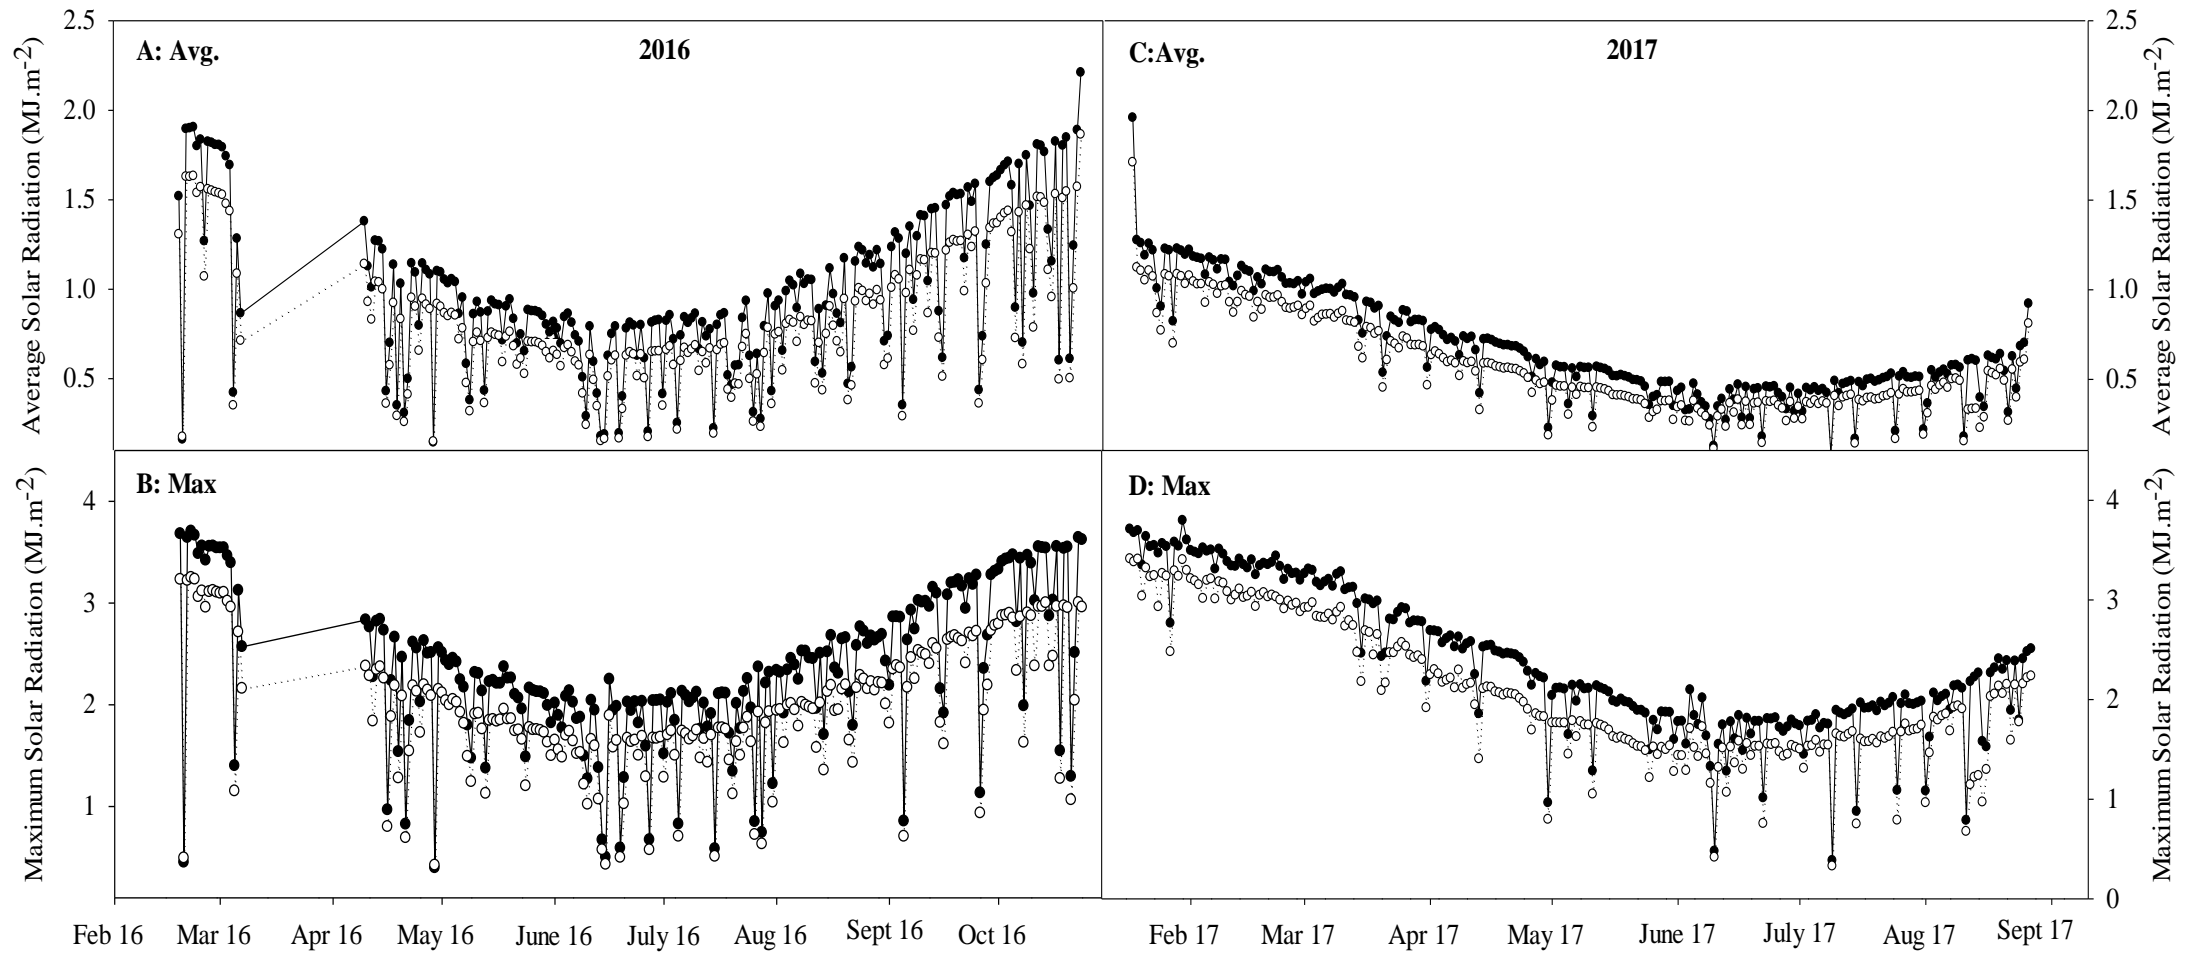 A: Avg.
2016
C:Avg.
2017
Average Solar Radiation (MJ.m-2)
2.5
2.0
1.5
1.0
0.5
2.5
2.0
1.5
1.0
0.5
Average Solar Radiation (MJ.m-2)
B: Max
D: Max
Maximum Solar Radiation (MJ.m-2)
4
3
2
1
4
3
2
1
0
Maximum Solar Radiation (MJ.m-2)
Feb 16 Mar 16 Apr 16 May 16 June 16 July 16 Aug 16 Sept 16 Oct 16 Feb 17 Mar 17 Apr 17 May 17 June 17 July 17 Aug 17 Sept 17